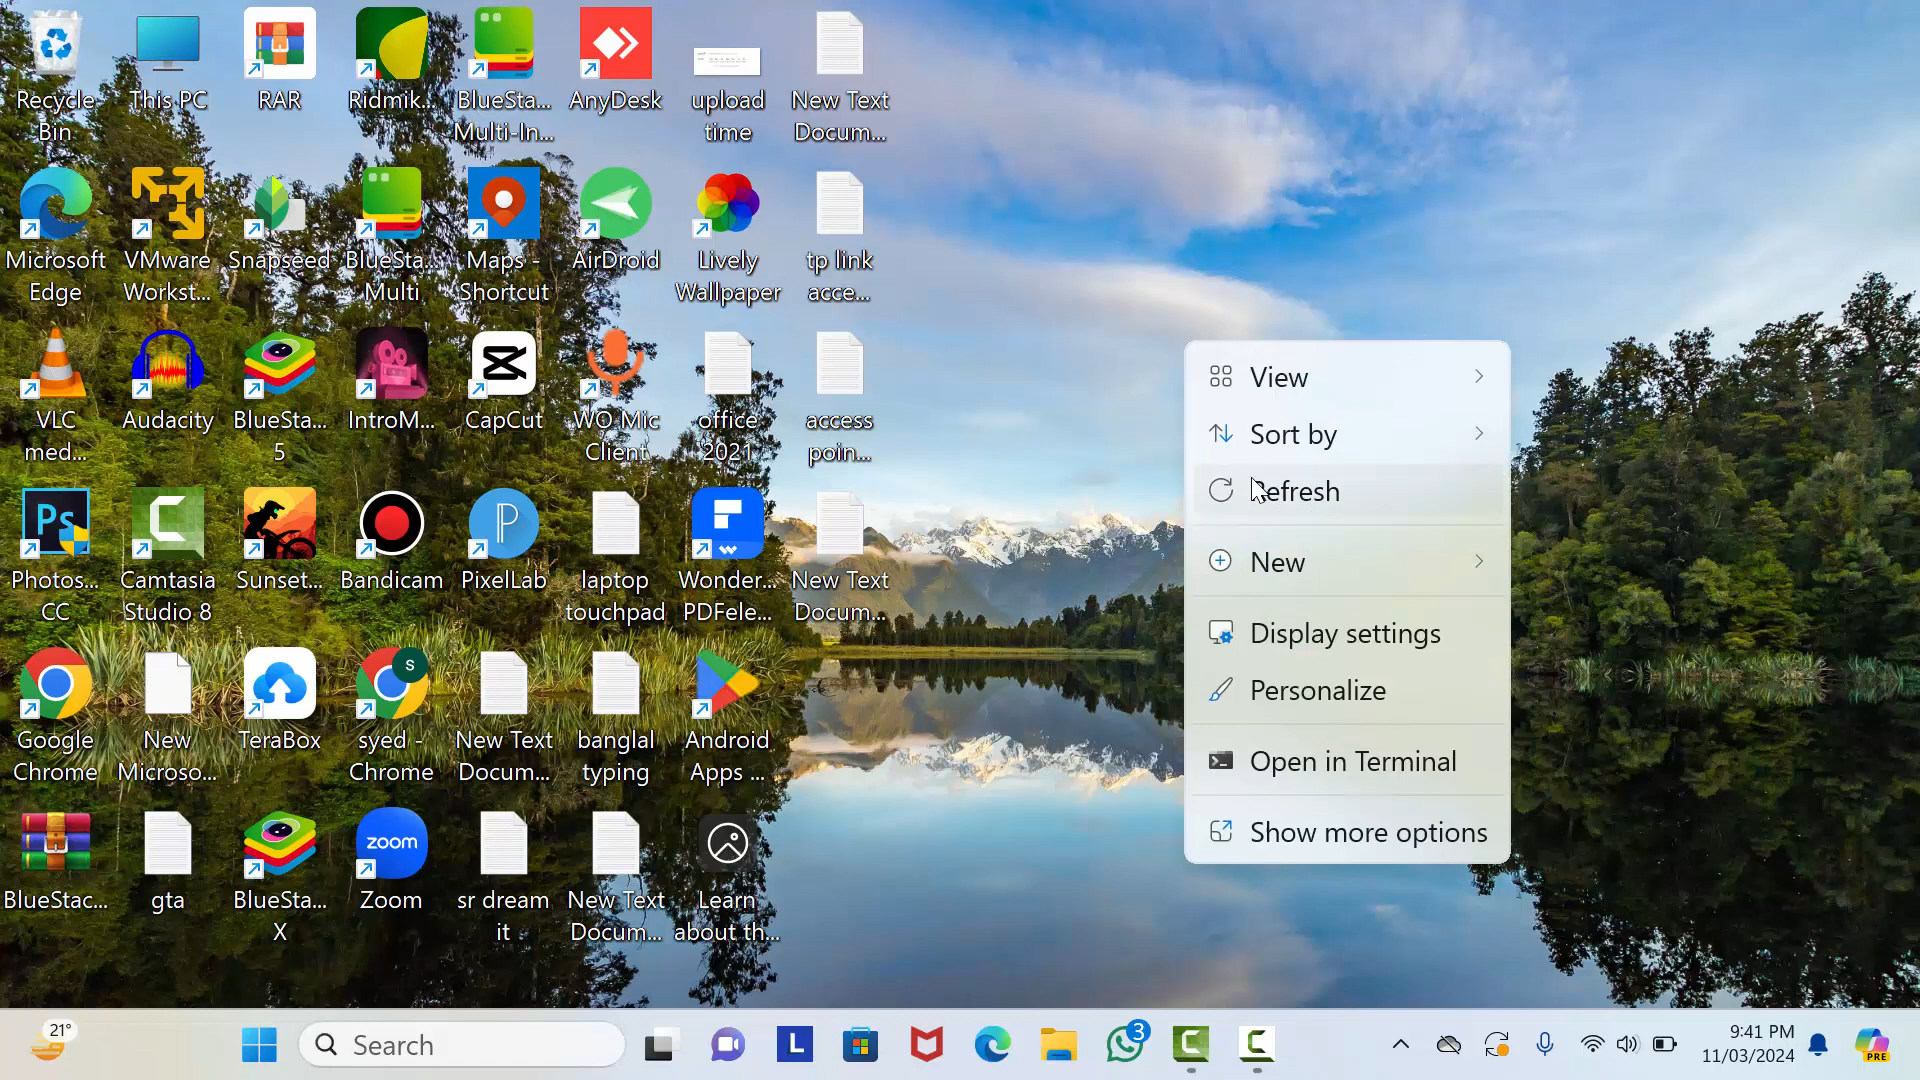 Recycle
Bin
This PC
RAR
Ridmik...
BlueSta...
Multi-In...
AnyDesk
upload
time
New Text
Docum...
Microsoft
Edge
VMware
Workst...
Snapseed
BlueSta...
Multi
Maps -
Shortcut
AirDroid
Lively
Wallpaper
tp link
acce...
VLC
med...
Audacity
BlueSta...
5
IntroM...
CapCut
WO Mic
Client
office
2021
access
poin...
Ps
Photos...
CC
Camtasia
Studio 8
Sunset...
Bandicam
PixelLab
laptop
touchpad
Wonder...
PDFele...
New Text
Docum...
Google
Chrome
New
Microso...
TeraBox
s
syed -
Chrome
New Text
Docum...
banglal
typing
Android
Apps ...
BlueStac...
gta
BlueSta...
X
zoom
Zoom
sr dream
it
New Text
Docum...
Learn
about th...
View
Sort by
Refresh
New
Display settings
Personalize
Open in Terminal
Show more options
21°
Search
L
3
9:41 PM
11/03/2024
PRE